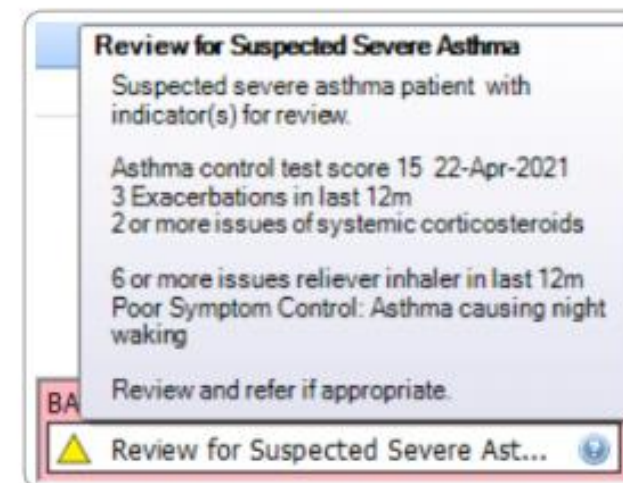 Review for Suspected Severe Asthma
Suspected severe asthma patient with
indicator(s) for review.
Asthma control test score 15 22-Apr-2021
3 Exacerbations in last 12m
2 or more issues of systemic corticosteroids
6 or more issues reliever inhaler in last 12m
Poor Symptom Control: Asthma causing night
waking
Review and refer if appropriate.
BA
Review for Suspected Severe Ast...
?